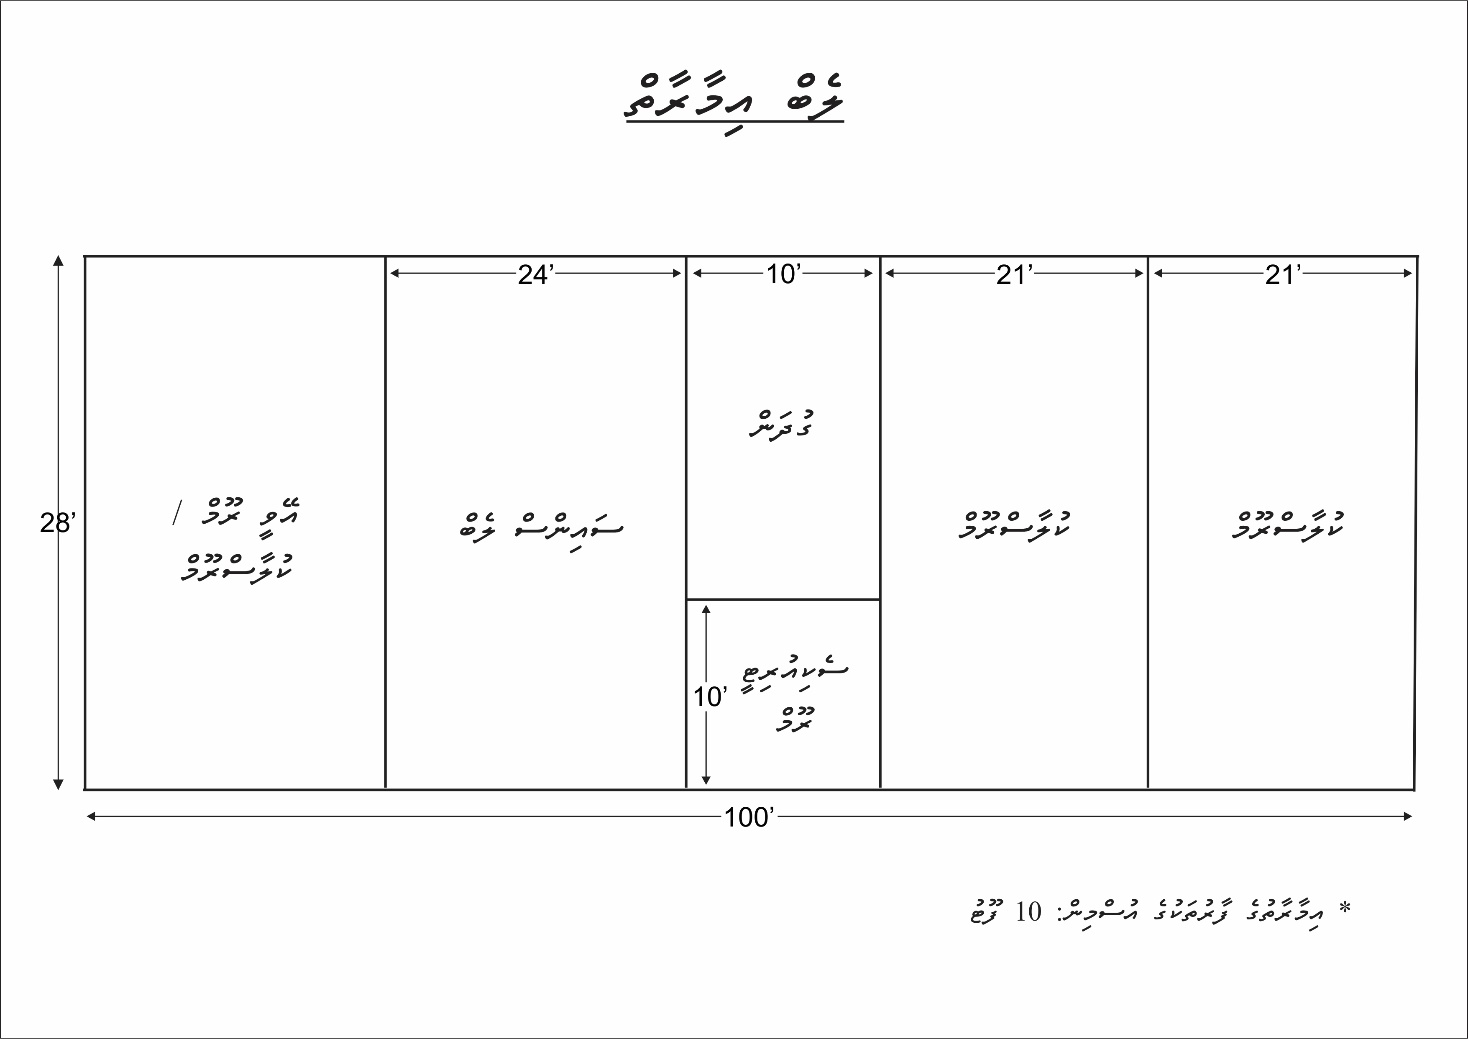 ލެބް އިމާރާތް
24’
10’
21’
21’
ގުދަން
28’
އޭވީ ރޫމް /
ކުލާސްރޫމް
ސައިންސް ލެބް
ކުލާސްރޫމް
ކުލާސްރޫމް
10’
ސެކިއުރިޓީ
ރޫމް
100’
* އިމާރާތުގެ ފާރުތަކުގެ އުސްމިން: 10 ފޫޓު